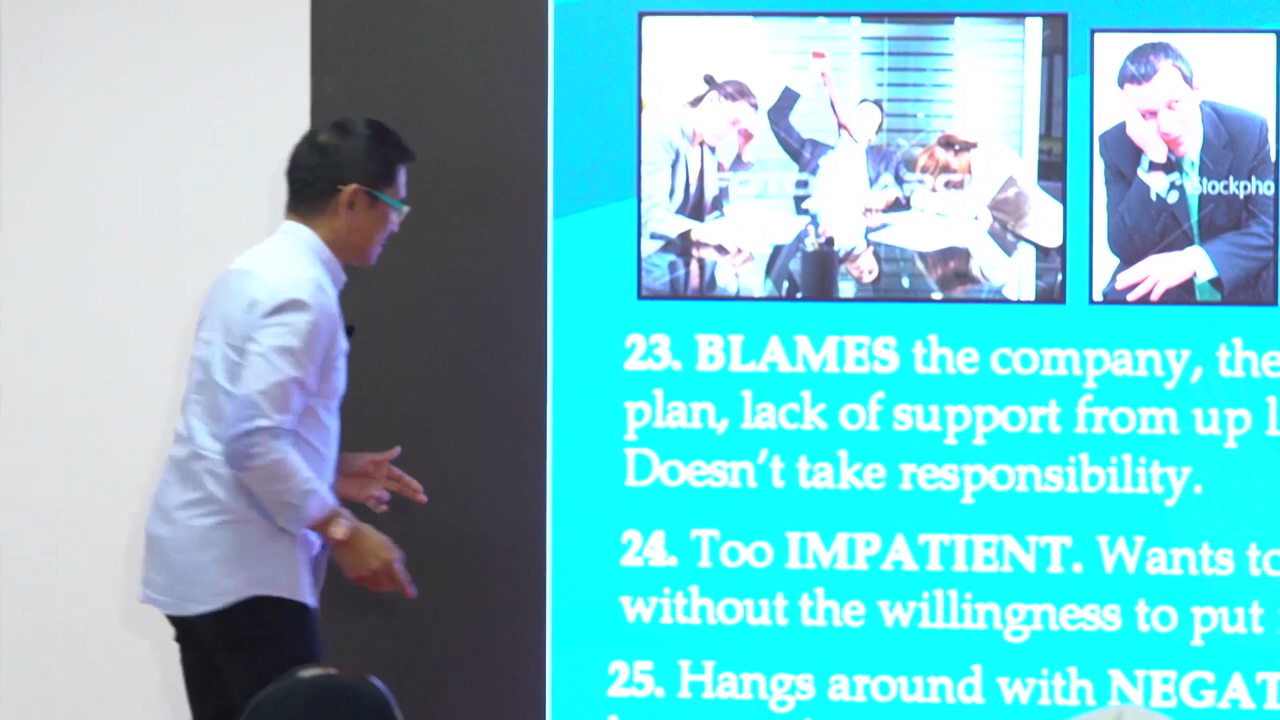 iStockpho
23. BLAMES the company, the
plan, lack of support from up l
Doesn't take responsibility.
24. Too IMPATIENT. Wants to
without the willingness to put
25. Hangs around with NEGAT